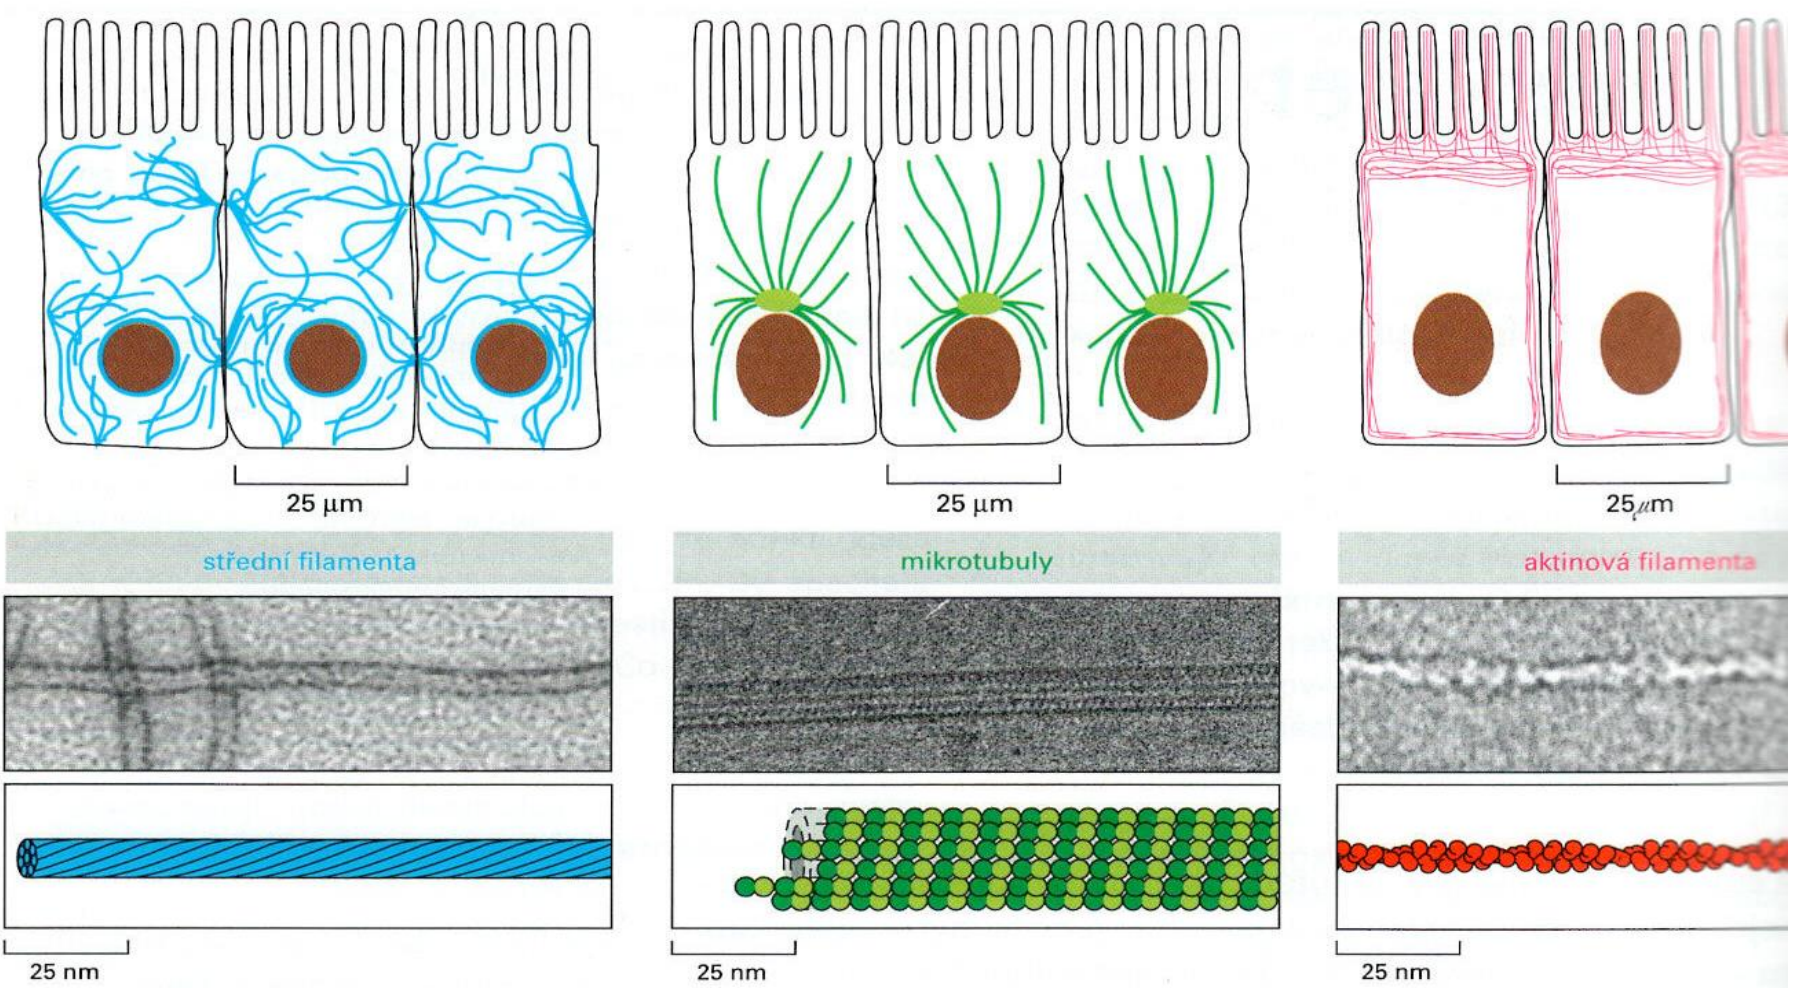 25 μm
25 μm
25 μm
střední filamenta
mikrotubuly
aktinová filamenta
25 nm
25 nm
25 nm